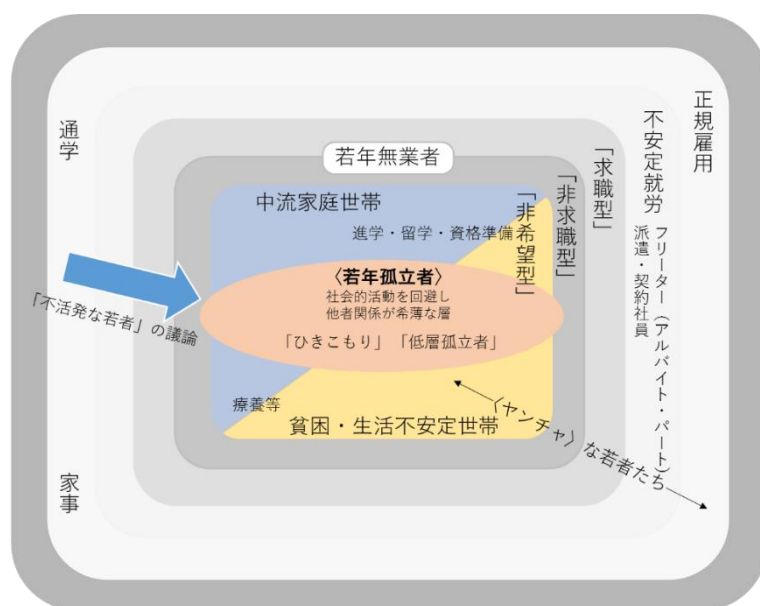 正規雇用
不安定就労
フリーター（アルバイト・パート）
派遣・契約社員
「求職型」
「非求職型」
「非希望型」
通学
家事
若年無業者
中流家庭世帯
進学・留学・資格準備
〈若年孤立者〉
社会的活動を回避し
他者関係が希薄な層
「ひきこもり」「低層孤立者」
療養等
貧困・生活不安定世帯
「不活発な若者」の議論
〈ヤンチャ〉な若者たち